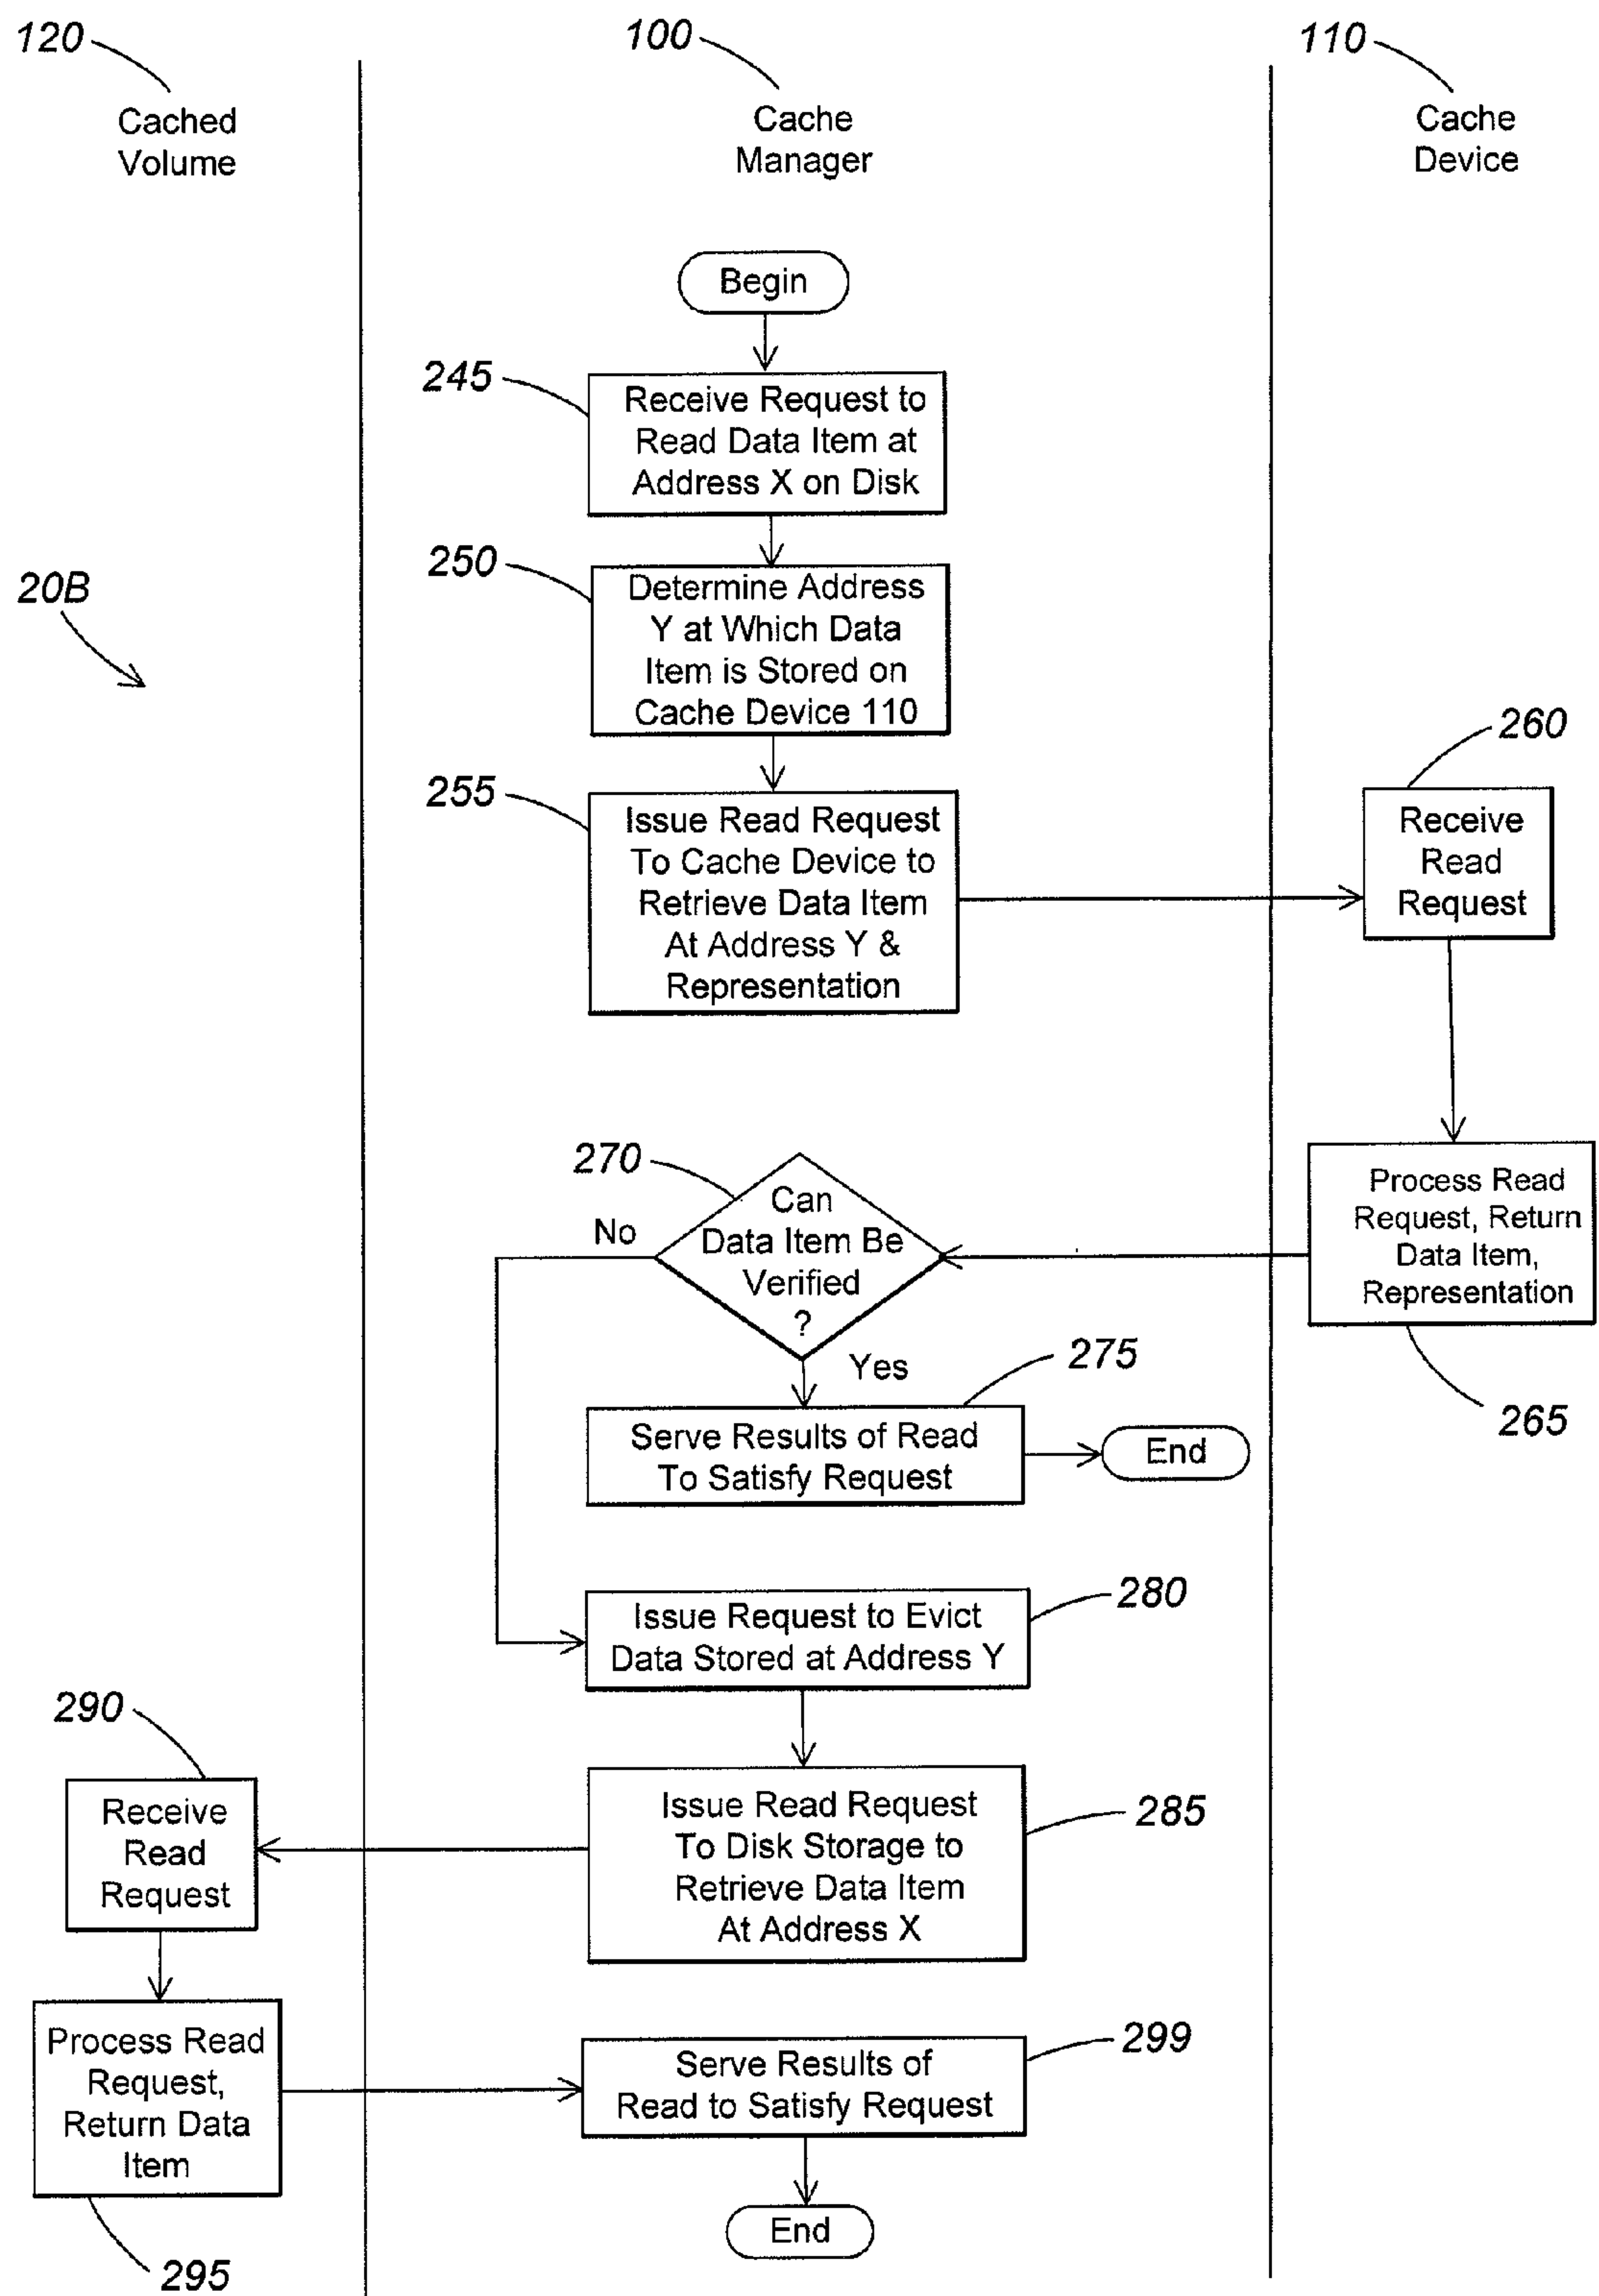 120
100
110
Cached
Volume
Cache
Manager
Cache
Device
Begin
245
Receive Request to
Read Data Item at
Address X on Disk
20B
250
Determine Address
Y at Which Data
Item is Stored on
Cache Device 110
255
Issue Read Request
To Cache Device to
Retrieve Data Item
At Address Y &
Representation
260
Receive
Read
Request
Process Read
Request, Return
Data Item,
Representation
265
270
Can
Data Item Be
Verified
?
No
Yes
275
Serve Results of Read
To Satisfy Request
End
280
Issue Request to Evict
Data Stored at Address Y
285
Issue Read Request
To Disk Storage to
Retrieve Data Item
At Address X
290
Receive
Read
Request
Process Read
Request,
Return Data
Item
295
299
Serve Results of
Read to Satisfy Request
End